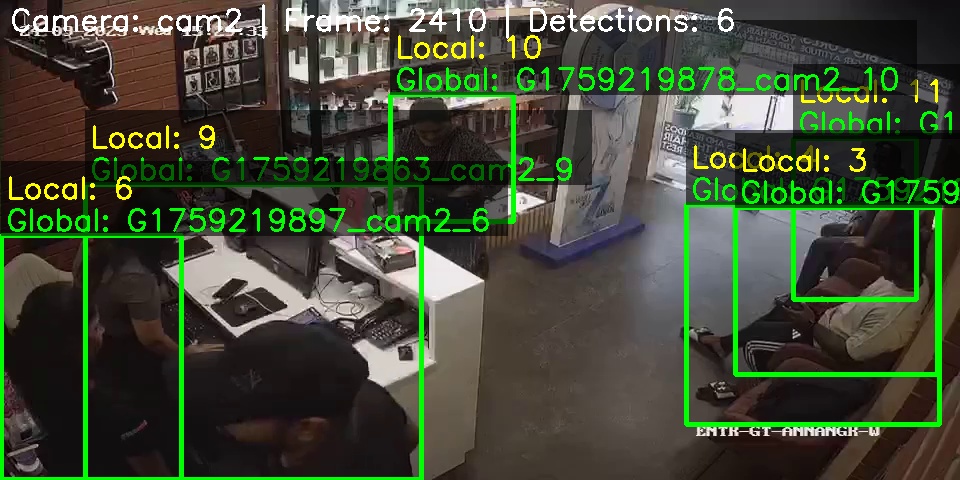 Camera: cam2 | Frame: 2410 | Detections: 6
Local: 10
Global: G1759219878_cam2_10
Local: 11
Global: G1
Local: 9
Global: G1759219863_cam2_9
Local: 3
Global: G1759
Local: 6
Global: G1759219897_cam2_6
ENTR-GT-ANNANGR-W